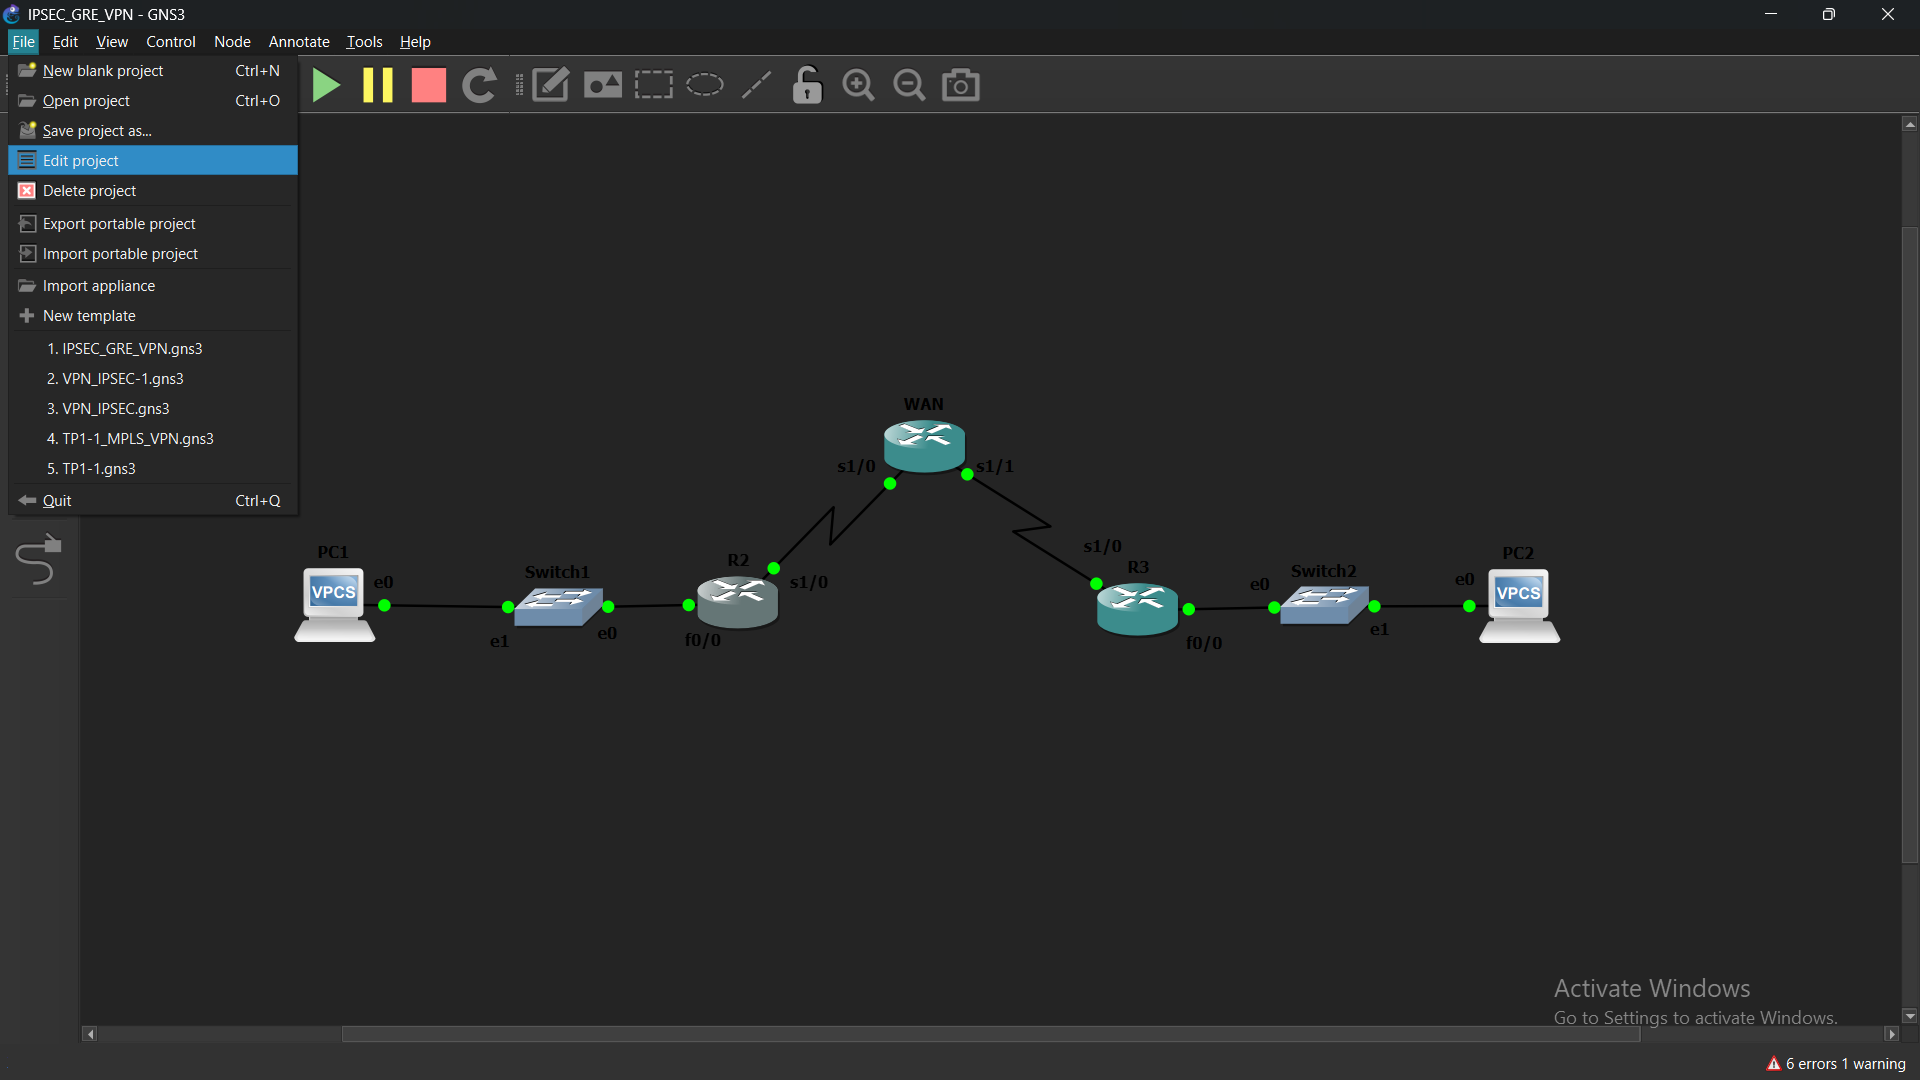 IPSEC_GRE_VPN - GNS3
File Edit View Control Node Annotate Tools Help
New blank project Ctrl+N
Open project Ctrl+O
Save project as...
Edit project
Delete project
Export portable project
Import portable project
Import appliance
New template
1. IPSEC_GRE_VPN.gns3
2. VPN_IPSEC-1.gns3
3. VPN_IPSEC.gns3
4. TP1-1_MPLS_VPN.gns3
5. TP1-1.gns3
Quit Ctrl+Q
WAN
s1/0 s1/1
s1/0
PC1 R2 R3 PC2
Switch1 Switch2
e0 s1/0 e0 e0
VPCS VPCS
e1 e0 f0/0 f0/0 e1
Activate Windows
Go to Settings to activate Windows.
6 errors 1 warning